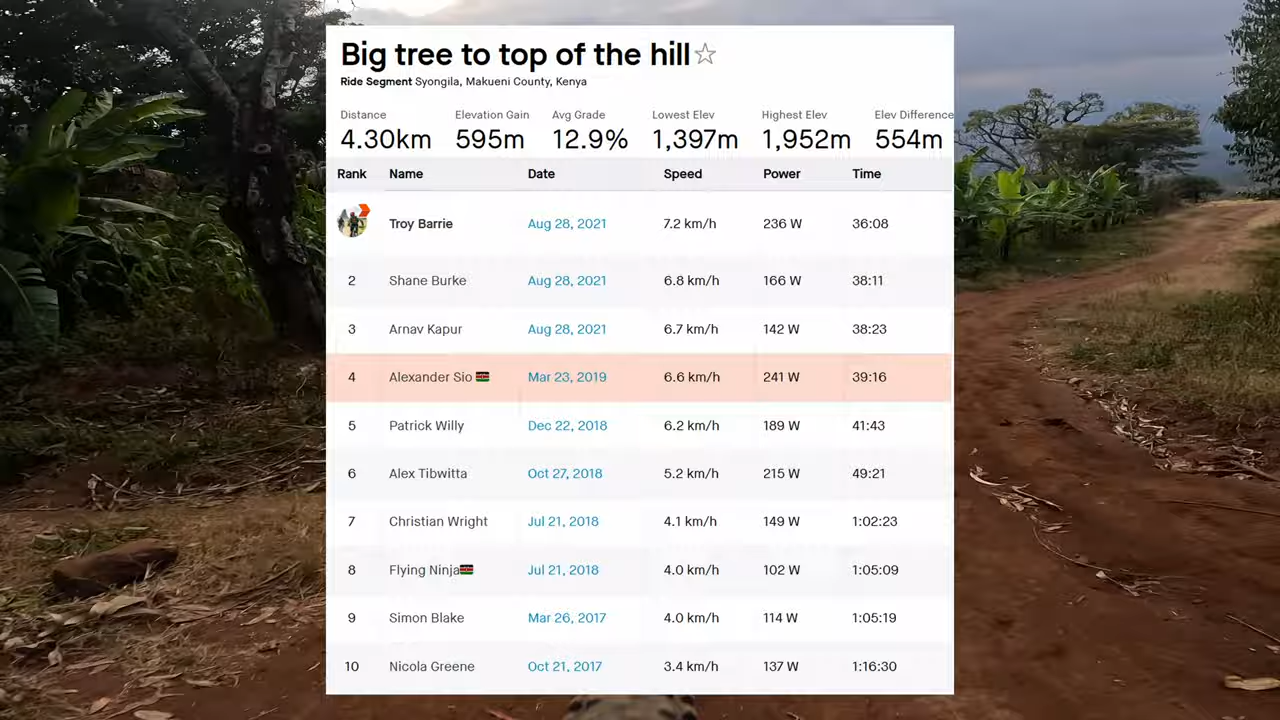 Big tree to top of the hill
Ride Segment Syongila, Makueni County, Kenya
Distance Elevation Gain Avg Grade Lowest Elev Highest Elev Elev Difference
4.30km 595m 12.9% 1,397m 1,952m 554m
Rank Name Date Speed Power Time
Troy Barrie Aug 28, 2021 7.2 km/h 236 W 36:08
2 Shane Burke Aug 28, 2021 6.8 km/h 166 W 38:11
3 Arnav Kapur Aug 28, 2021 6.7 km/h 142 W 38:23
4 Alexander Sio Mar 23, 2019 6.6 km/h 241 W 39:16
5 Patrick Willy Dec 22, 2018 6.2 km/h 189 W 41:43
6 Alex Tibwitta Oct 27, 2018 5.2 km/h 215 W 49:21
7 Christian Wright Jul 21, 2018 4.1 km/h 149 W 1:02:23
8 Flying Ninja Jul 21, 2018 4.0 km/h 102 W 1:05:09
9 Simon Blake Mar 26, 2017 4.0 km/h 114 W 1:05:19
10 Nicola Greene Oct 21, 2017 3.4 km/h 137 W 1:16:30